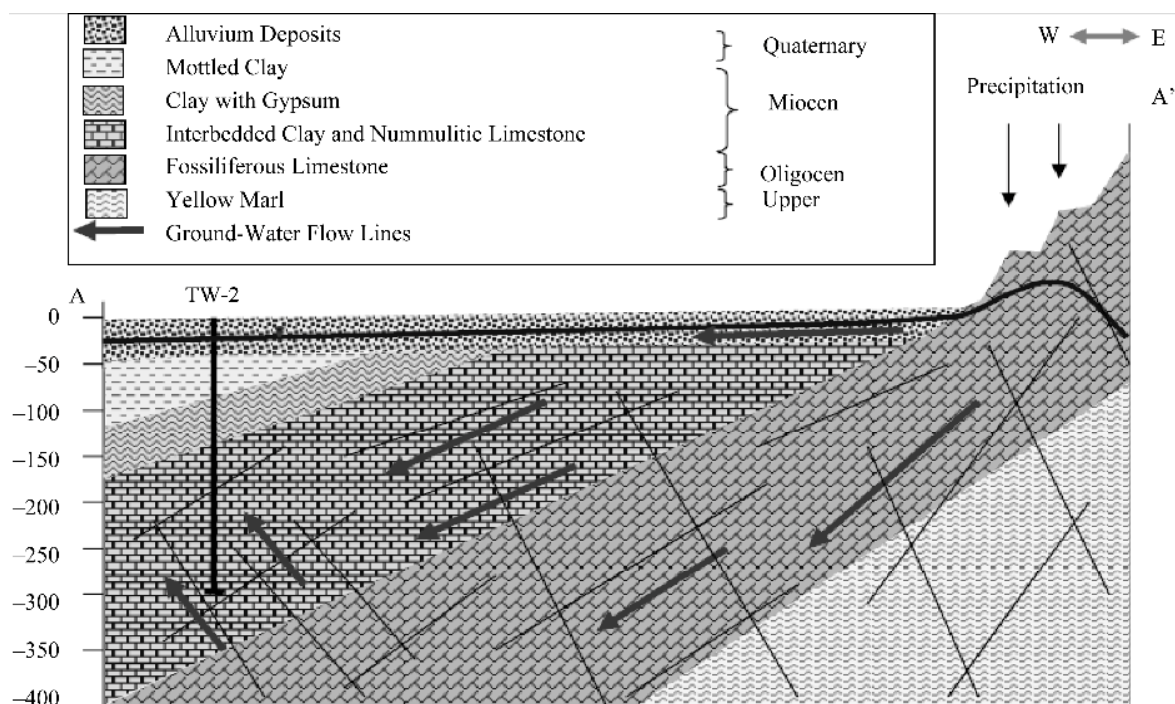 Alluvium Deposits
Mottled Clay
Clay with Gypsum
Interbedded Clay and Nummulitic Limestone
Fossiliferous Limestone
Yellow Marl
Ground-Water Flow Lines
Quaternary
Miocen
Oligocen
Upper
W E
Precipitation
A'
A
TW-2
0
–50
–100
–150
–200
–250
–300
–350
–400